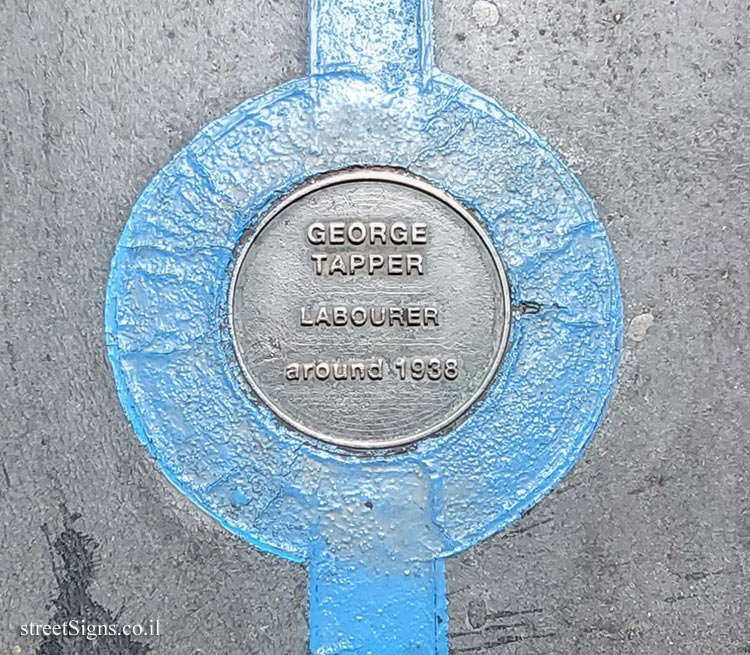 GEORGE
TAPPER
LABOURER
around 1938
streetSigns.co.il